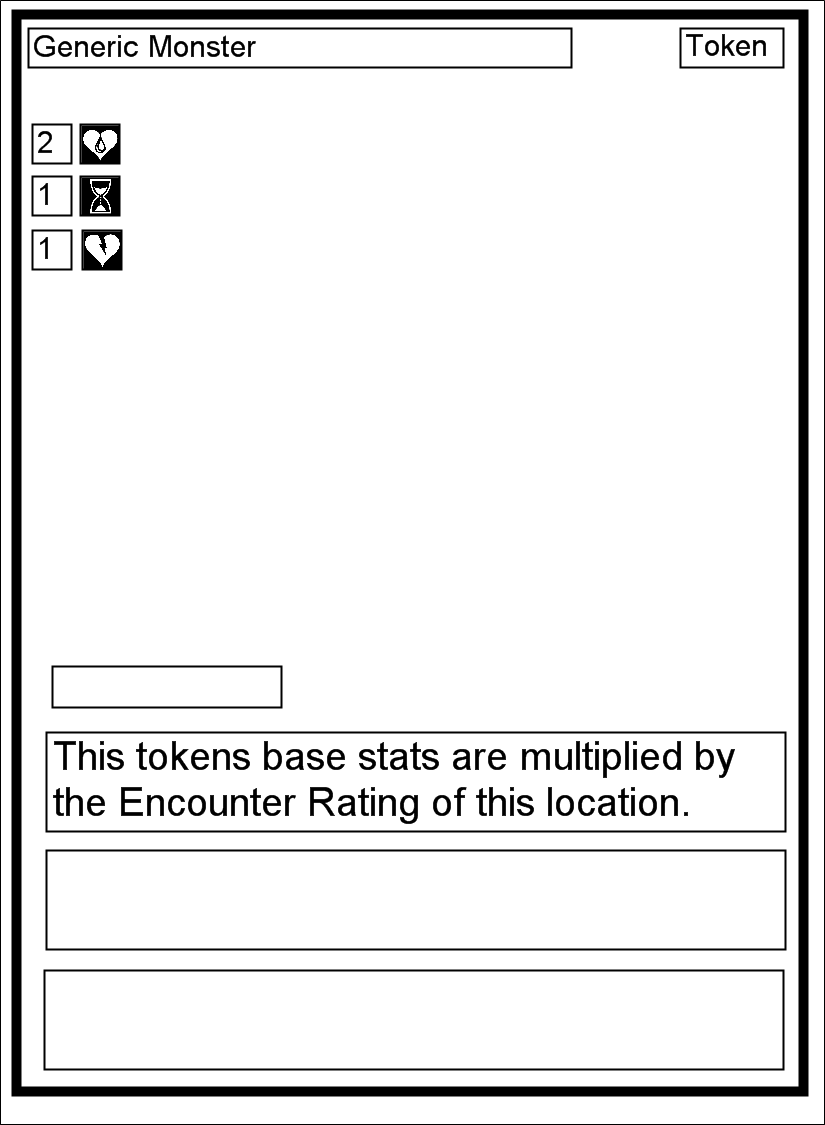 Generic Monster
Token
2
1
1
This tokens base stats are multiplied by
the Encounter Rating of this location.